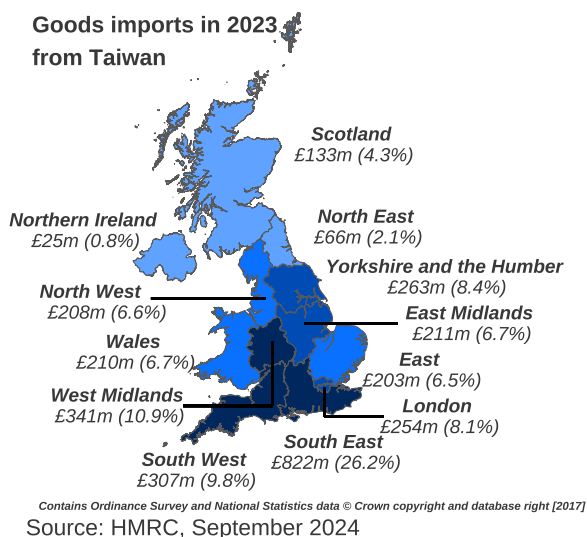 Goods imports in 2023
from Taiwan
Scotland
£133m (4.3%)
Northern Ireland
£25m (0.8%)
North East
£66m (2.1%)
Yorkshire and the Humber
£263m (8.4%)
North West
£208m (6.6%)
East Midlands
£211m (6.7%)
Wales
£210m (6.7%)
East
£203m (6.5%)
West Midlands
£341m (10.9%)
London
£254m (8.1%)
South East
£822m (26.2%)
South West
£307m (9.8%)
Contains Ordinance Survey and National Statistics data © Crown copyright and database right [2017]
Source: HMRC, September 2024